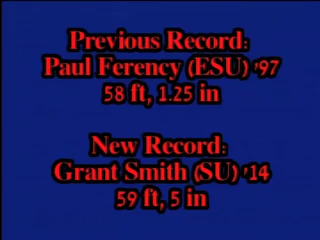 Previous Record:
Paul Ferency (ESU) '97
58 ft, 1.25 in
New Record:
Grant Smith (SU) '14
59 ft, 5 in